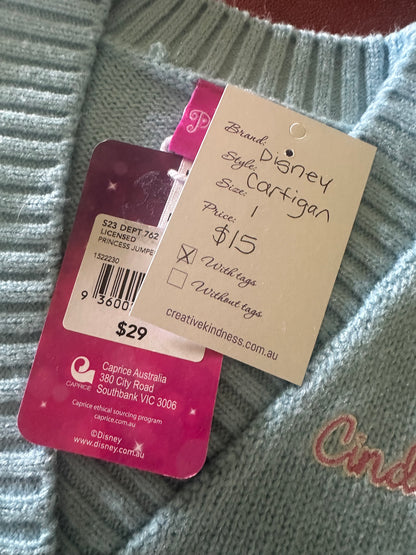 Brand: Disney
Style: Carfigan
Size: 1
Price: $15
With tags
Without tags
creativekindness.com.au
P
S23 DEPT 762
LICENSED
PRINCESS JUMPE
1522230
9 3600
$29
CAPRICE
Caprice Australia
380 City Road
Southbank VIC 3006
Caprice ethical sourcing program
caprice.com.au
©Disney
www.disney.com.au
Cind